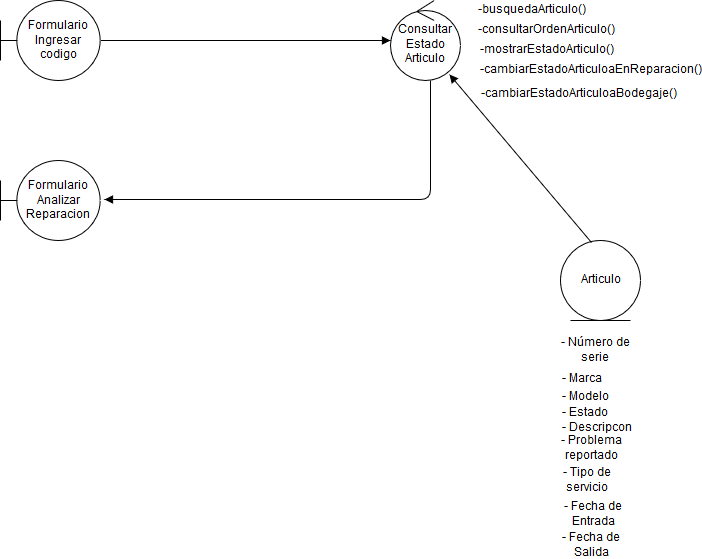 Formulario
Ingresar
codigo
Consultar
Estado
Articulo
-busquedaArticulo()
-consultarOrdenArticulo()
-mostrarEstadoArticulo()
-cambiarEstadoArticuloaEnReparacion()
-cambiarEstadoArticuloaBodegaje()
Formulario
Analizar
Reparacion
Articulo
- Número de
serie
- Marca
- Modelo
- Estado
- Descripcon
- Problema
reportado
- Tipo de
servicio
- Fecha de
Entrada
- Fecha de
Salida